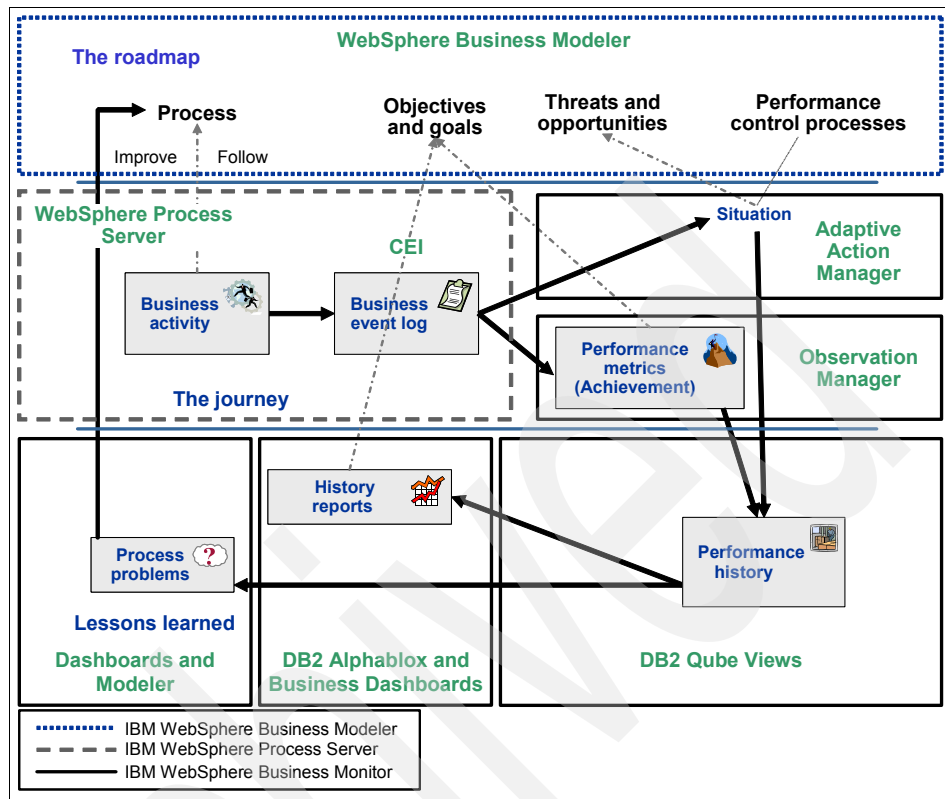 WebSphere Business Modeler
The roadmap
Process
Objectives
and goals
Threats and
opportunities
Performance
control processes
Improve
Follow
WebSphere Process
Server
CEI
Business
activity
Business
event log
The journey
Situation
Adaptive
Action
Manager
Performance
metrics
(Achievement)
Observation
Manager
History
reports
Process
problems
?
Performance
history
Lessons learned
Dashboards and
Modeler
DB2 Alphablox and
Business Dashboards
DB2 Qube Views
IBM WebSphere Business Modeler
IBM WebSphere Process Server
IBM WebSphere Business Monitor